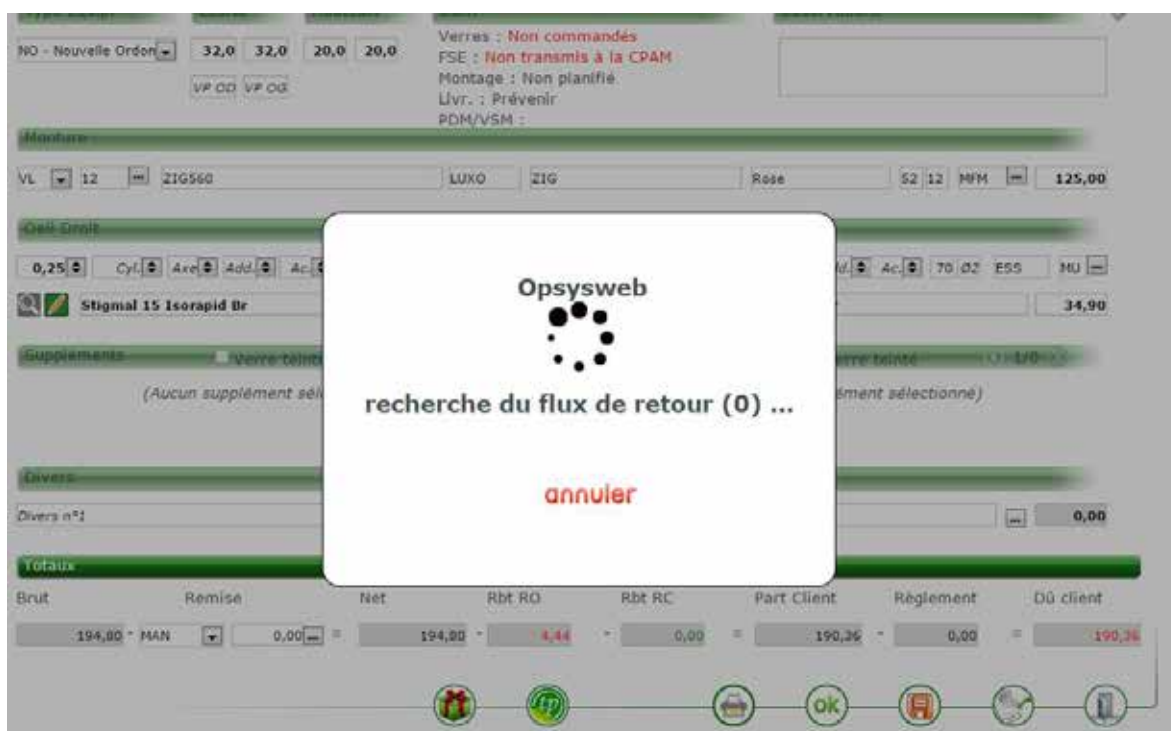 NO - Nouvelle Ordon 32,0 32,0 20,0 20,0
VP OD VP OG
Verres : Non commandés
FSE : Non transmis à la CPAM
Montage : Non planifié
Livr. : Prévenir
PDM/VSM :
Monture
VL 12 ... ZIG560 LUXO ZIG Rose 52 12 MFM ... 125,00
Oeil Droit
0,25 Cyl. Axe Add. Ac. Ac. 70 Ø2 ESS MU
Stigmal 15 Isorapid Br 34,90
Suppléments Verre teinté 1/0
(Aucun supplément sélectionné)
Opsysweb
recherche du flux de retour (0) ...
annuler
Divers
Divers n°1 ... 0,00
Totaux
Brut Remise Net Rbt RO Rbt RC Part Client Règlement Dû client
194,80 - MAN 0,00 ... = 194,80 - 4,44 - 0,00 = 190,36 - 0,00 = 190,36
tp ok